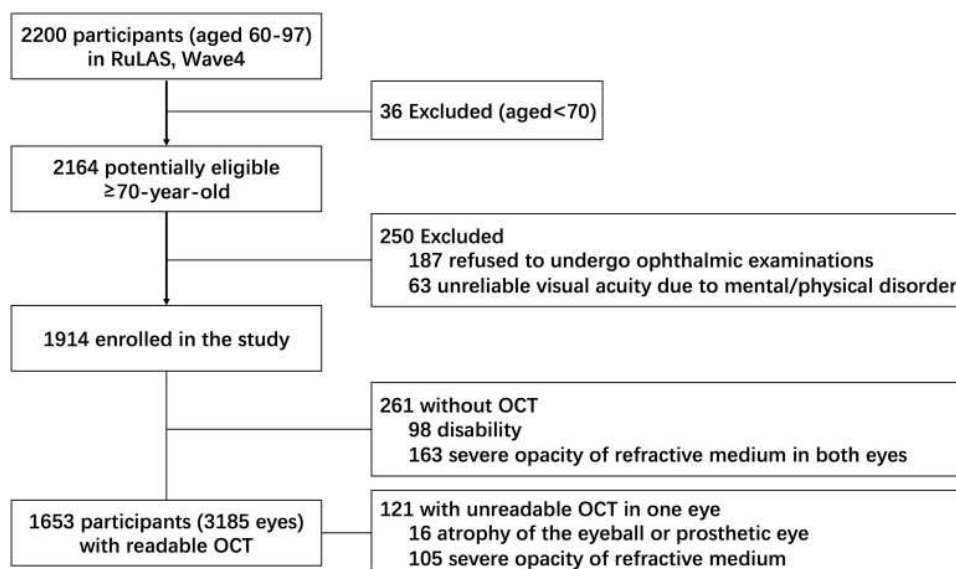 2200 participants (aged 60-97)
in RuLAS, Wave4
36 Excluded (aged<70)
2164 potentially eligible
≥70-year-old
250 Excluded
187 refused to undergo ophthalmic examinations
63 unreliable visual acuity due to mental/physical disorder
1914 enrolled in the study
261 without OCT
98 disability
163 severe opacity of refractive medium in both eyes
1653 participants (3185 eyes)
with readable OCT
121 with unreadable OCT in one eye
16 atrophy of the eyeball or prosthetic eye
105 severe opacity of refractive medium